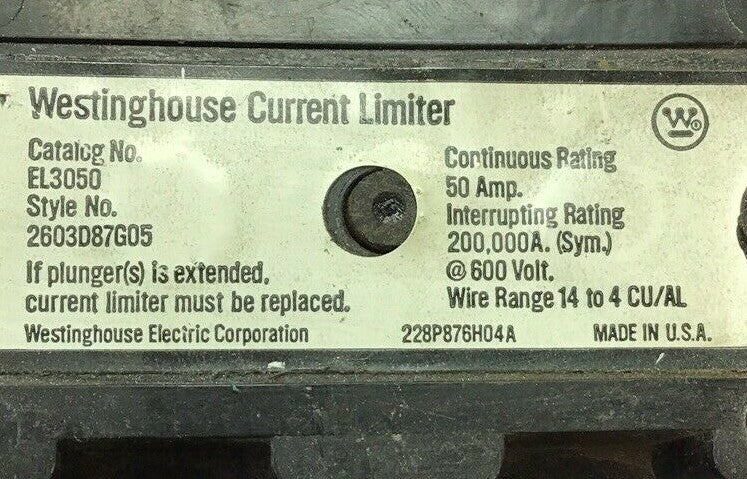 Westinghouse Current Limiter
W
Catalog No.
EL3050
Style No.
2603D87G05
If plunger(s) is extended,
current limiter must be replaced.
Continuous Rating
50 Amp.
Interrupting Rating
200,000A. (Sym.)
@ 600 Volt.
Wire Range 14 to 4 CU/AL
Westinghouse Electric Corporation 228P876H04A MADE IN U.S.A.